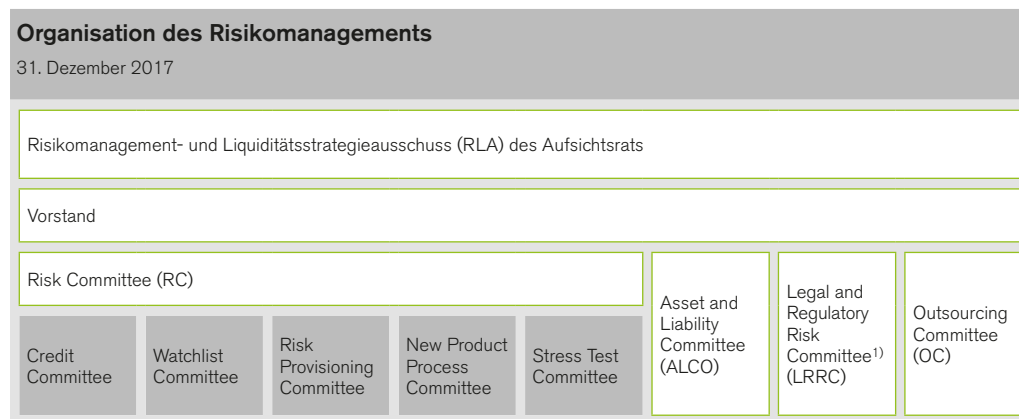 Organisation des Risikomanagements
31. Dezember 2017
Risikomanagement- und Liquiditätsstrategieausschuss (RLA) des Aufsichtsrats
Vorstand
Risk Committee (RC)
Credit
Committee
Watchlist
Committee
Risk
Provisioning
Committee
New Product
Process
Committee
Stress Test
Committee
Asset and
Liability
Committee
(ALCO)
Legal and
Regulatory
Risk
Committee¹⁾
(LRRC)
Outsourcing
Committee
(OC)